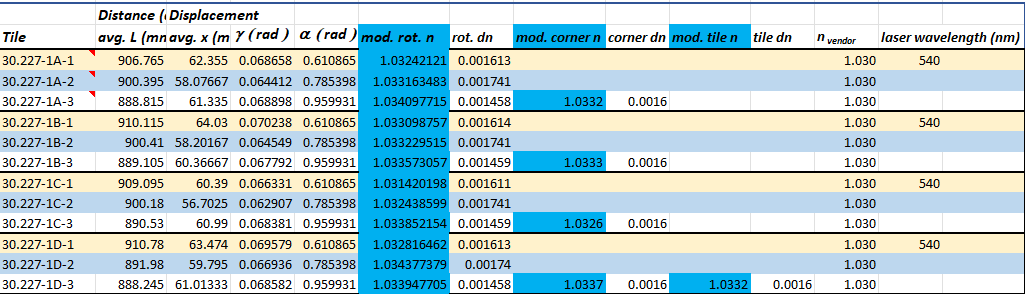 Distance ( Displacement
Tile avg. L (mm avg. x (m γ ( rad ) α ( rad ) mod. rot. n rot. dn mod. corner n corner dn mod. tile n tile dn n vendor laser wavelength (nm)
30.227-1A-1 906.765 62.355 0.068658 0.610865 1.03242121 0.001613 1.030 540
30.227-1A-2 900.395 58.07667 0.064412 0.785398 1.033163483 0.001741 1.030
30.227-1A-3 888.815 61.335 0.068898 0.959931 1.034097715 0.001458 1.0332 0.0016 1.030
30.227-1B-1 910.115 64.03 0.070238 0.610865 1.033098757 0.001614 1.030 540
30.227-1B-2 900.41 58.20167 0.064549 0.785398 1.033229515 0.001741 1.030
30.227-1B-3 889.105 60.36667 0.067792 0.959931 1.033573057 0.001459 1.0333 0.0016 1.030
30.227-1C-1 909.095 60.39 0.066331 0.610865 1.031420198 0.001611 1.030 540
30.227-1C-2 900.18 56.7025 0.062907 0.785398 1.032438599 0.001741 1.030
30.227-1C-3 890.53 60.99 0.068381 0.959931 1.033852154 0.001459 1.0326 0.0016 1.030
30.227-1D-1 910.78 63.474 0.069579 0.610865 1.032816462 0.001613 1.030 540
30.227-1D-2 891.98 59.795 0.066936 0.785398 1.034377379 0.00174 1.030
30.227-1D-3 888.245 61.01333 0.068582 0.959931 1.033947705 0.001458 1.0337 0.0016 1.0332 0.0016 1.030